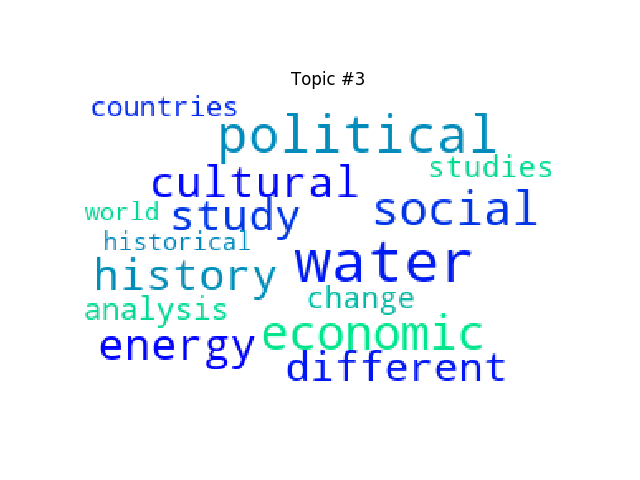 Topic #3
countries
political
studies
cultural
social
world
study
historical
water
history
change
analysis
economic
energy
different